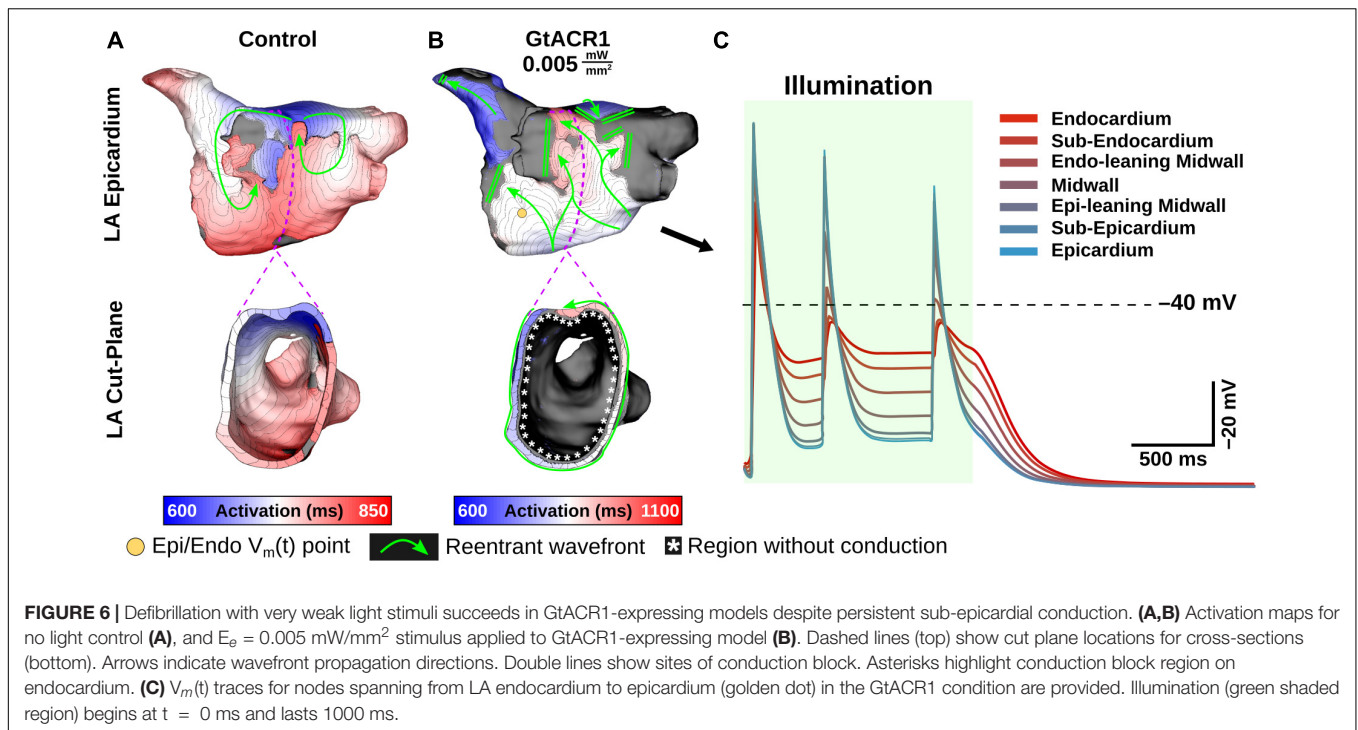 A
Control
B
GtACR1
0.005 mW/mm²
C
LA Epicardium
LA Cut-Plane
Illumination
Endocardium
Sub-Endocardium
Endo-leaning Midwall
Midwall
Epi-leaning Midwall
Sub-Epicardium
Epicardium
–40 mV
–20 mV
500 ms
600 Activation (ms) 850
600 Activation (ms) 1100
Epi/Endo Vm(t) point
Reentrant wavefront
* Region without conduction
FIGURE 6 | Defibrillation with very weak light stimuli succeeds in GtACR1-expressing models despite persistent sub-epicardial conduction. (A,B) Activation maps for
no light control (A), and Ee = 0.005 mW/mm² stimulus applied to GtACR1-expressing model (B). Dashed lines (top) show cut plane locations for cross-sections
(bottom). Arrows indicate wavefront propagation directions. Double lines show sites of conduction block. Asterisks highlight conduction block region on
endocardium. (C) Vm(t) traces for nodes spanning from LA endocardium to epicardium (golden dot) in the GtACR1 condition are provided. Illumination (green shaded
region) begins at t = 0 ms and lasts 1000 ms.